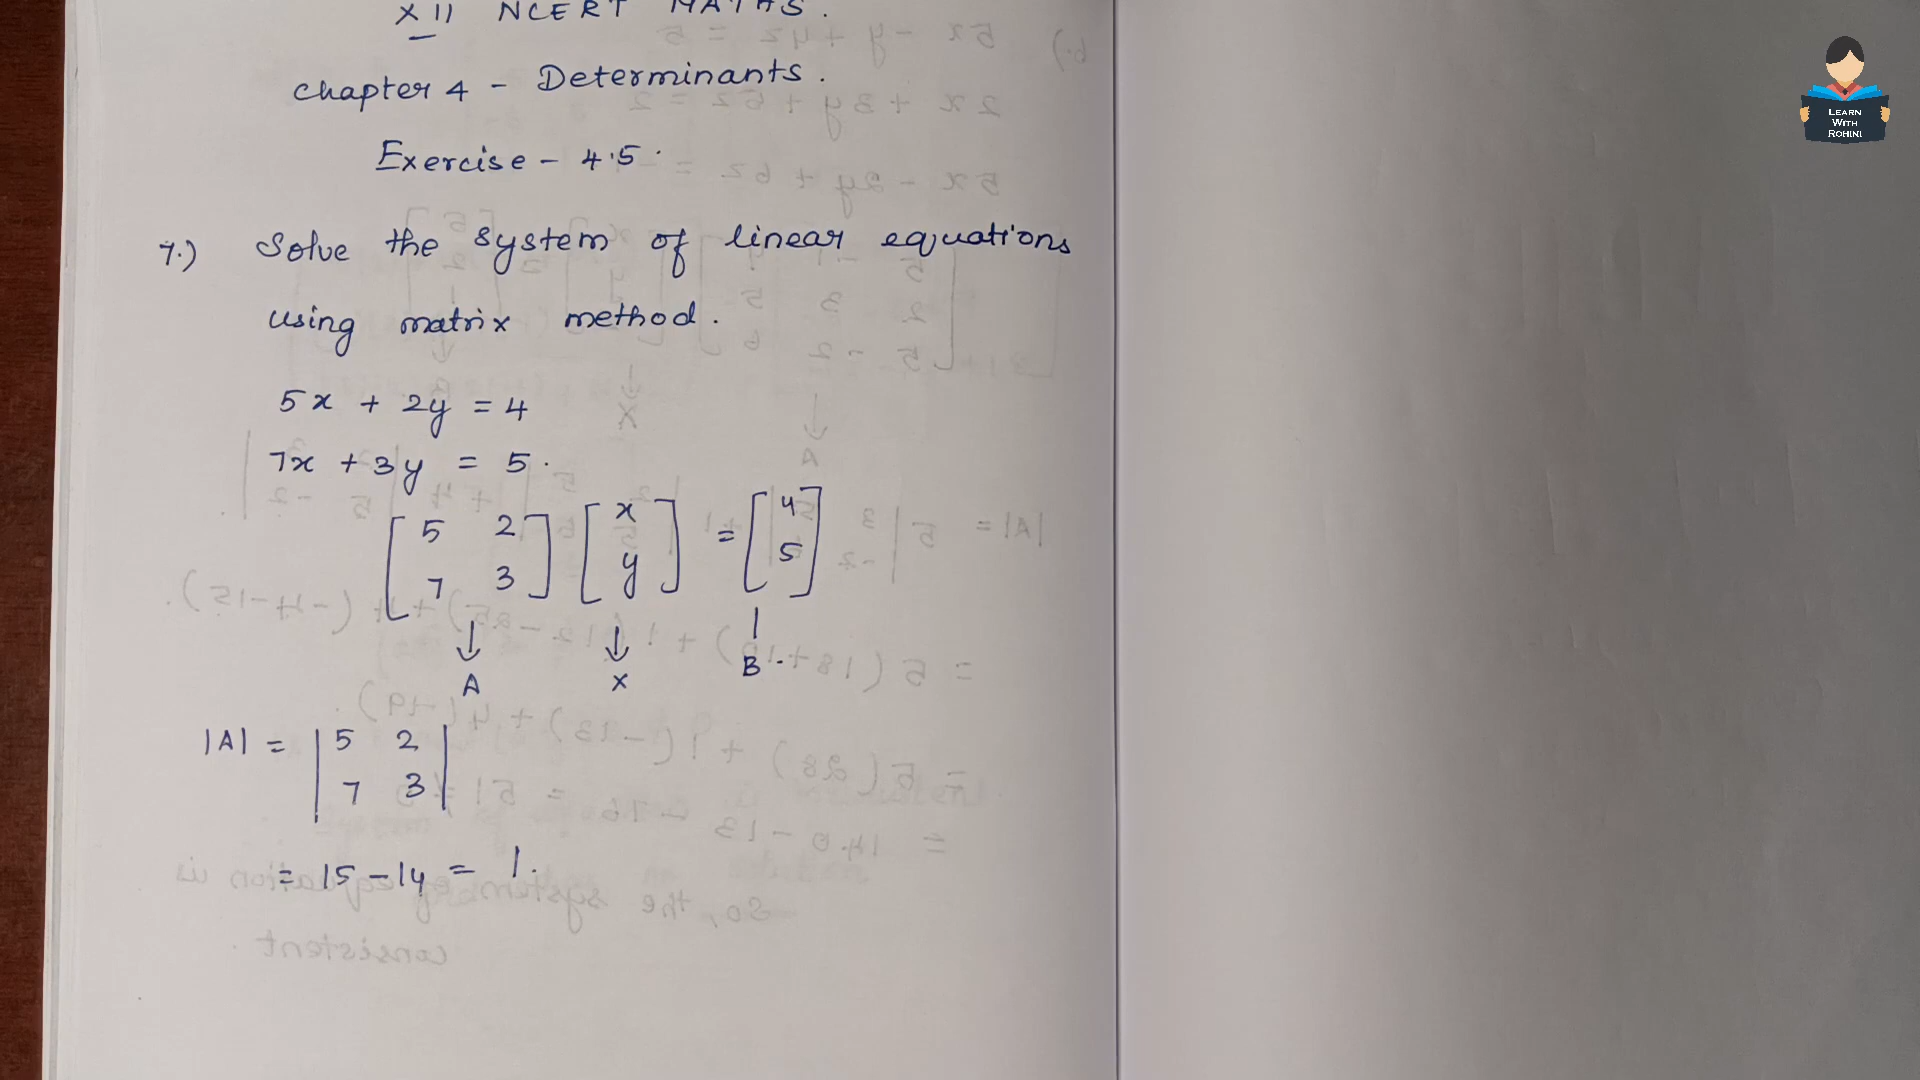 XII NCERT MATHS.
chapter 4 - Determinants.
Exercise - 4.5.
7.) Solve the system of linear equations
using matrix method.
5x + 2y = 4
7x + 3y = 5.
[5 2 7 3] [x y] = [4 5]
A X B.
|A| = |5 2 7 3|
= 15 - 14 = 1.
LEARN
WITH
ROHINI